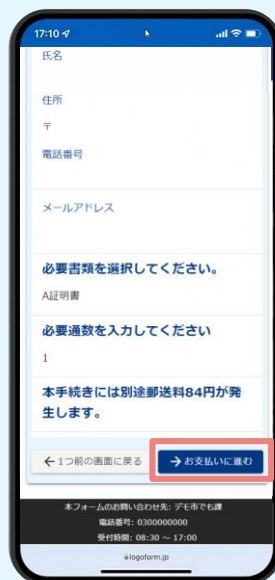 17:10
氏名
住所
〒
電話番号
メールアドレス
必要書類を選択してください。
A証明書
必要通数を入力してください
1
本手続きには別途郵送料84円が発
生します。
←1つ前の画面に戻る
→お支払いに進む
本フォームのお問い合わせ先: デモ市でも課
電話番号: 0300000000
受付時間: 08:30 ～ 17:00
logoform.jp